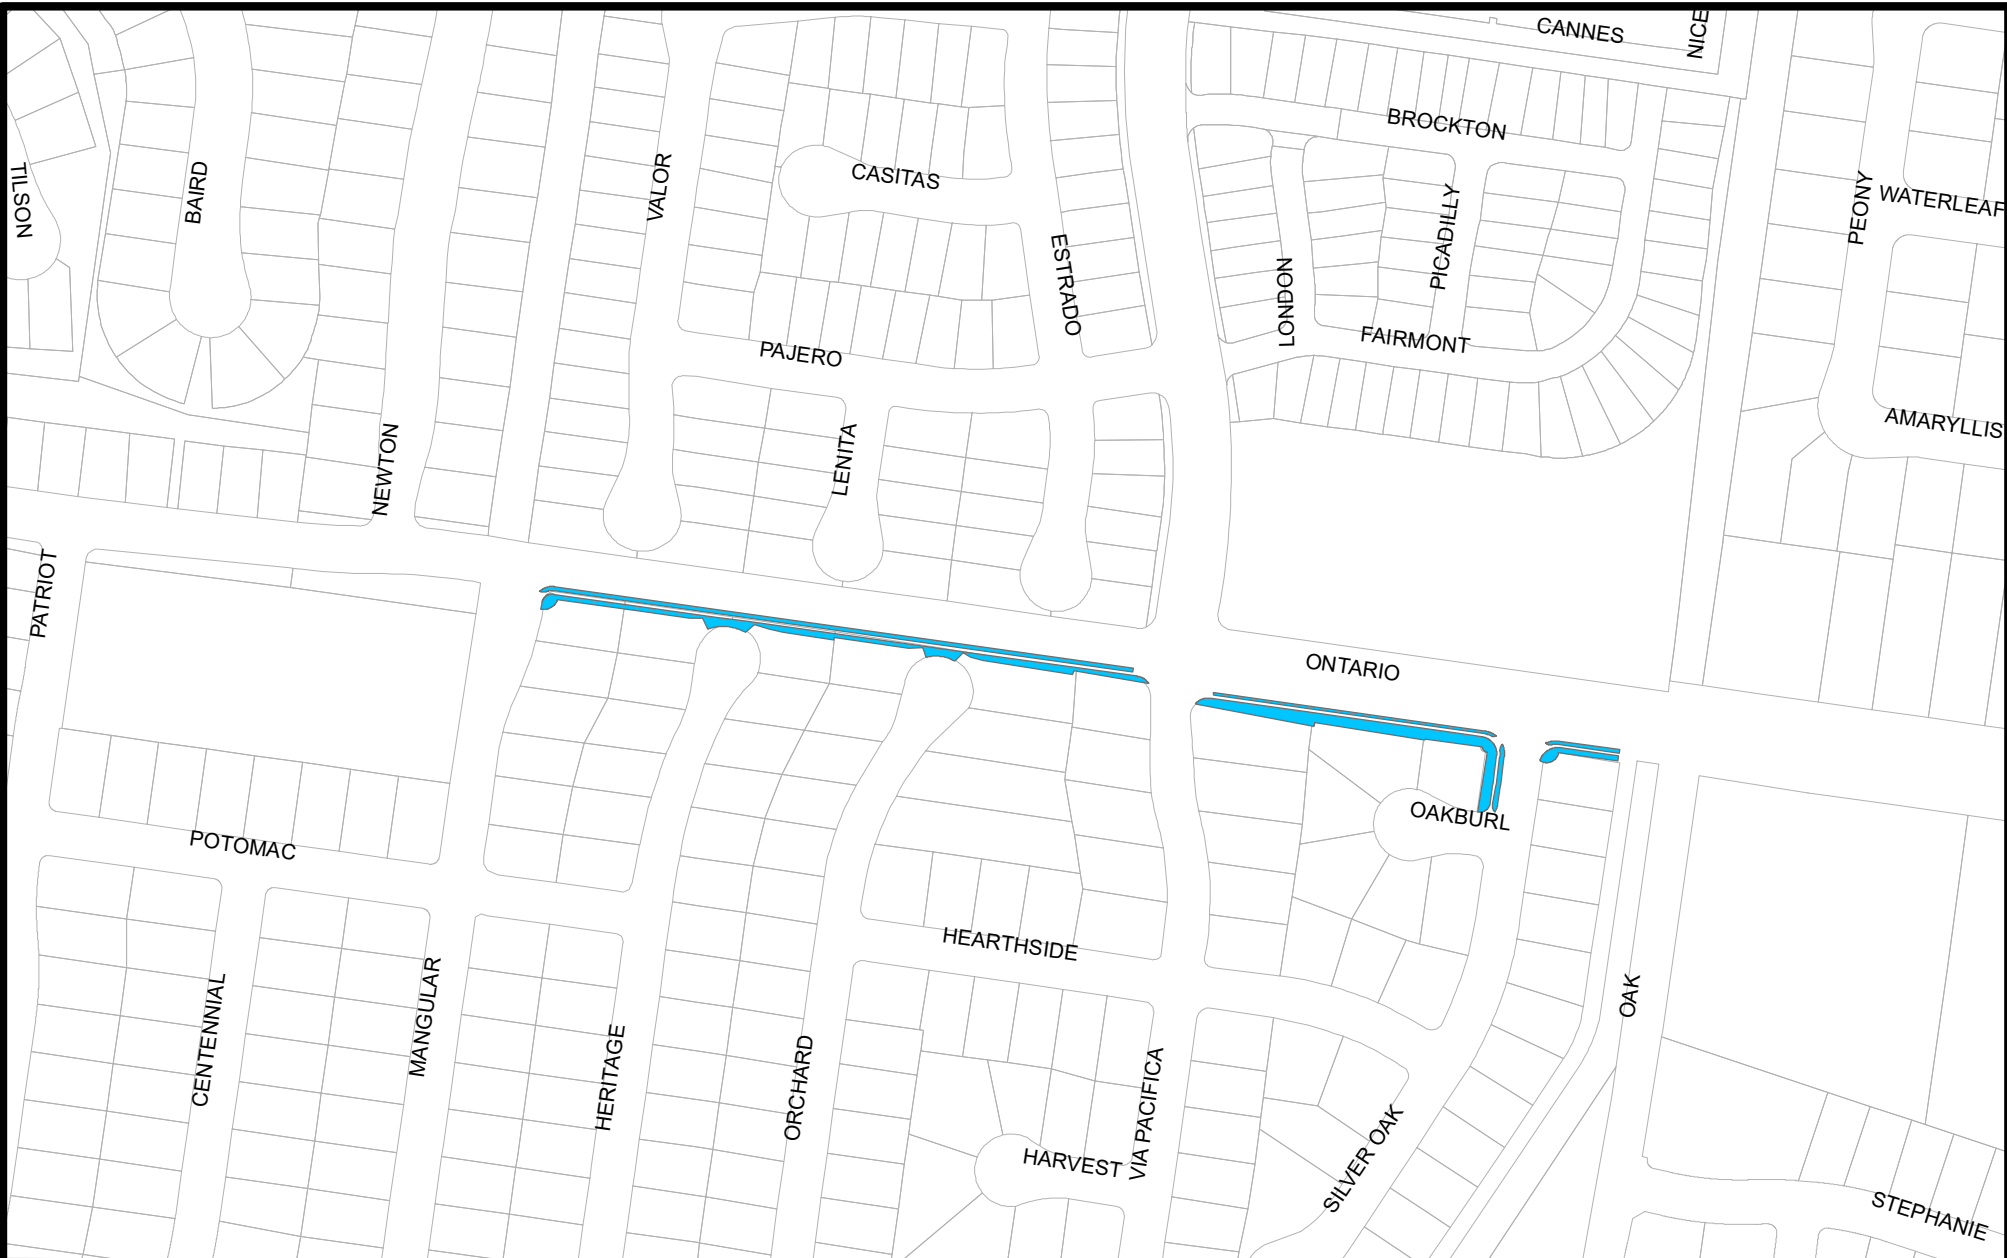 CANNES
NICE
BROCKTON
TILSON
BAIRD
VALOR
CASITAS
ESTRADO
LONDON
PICADILLY
PEONY
WATERLEAF
FAIRMONT
PAJERO
NEWTON
LENITA
AMARYLLIS
PATRIOT
ONTARIO
OAKBURL
POTOMAC
HEARTHSIDE
CENTENNIAL
MANGULAR
HERITAGE
ORCHARD
VIA PACIFICA
OAK
HARVEST
SILVER OAK
STEPHANIE